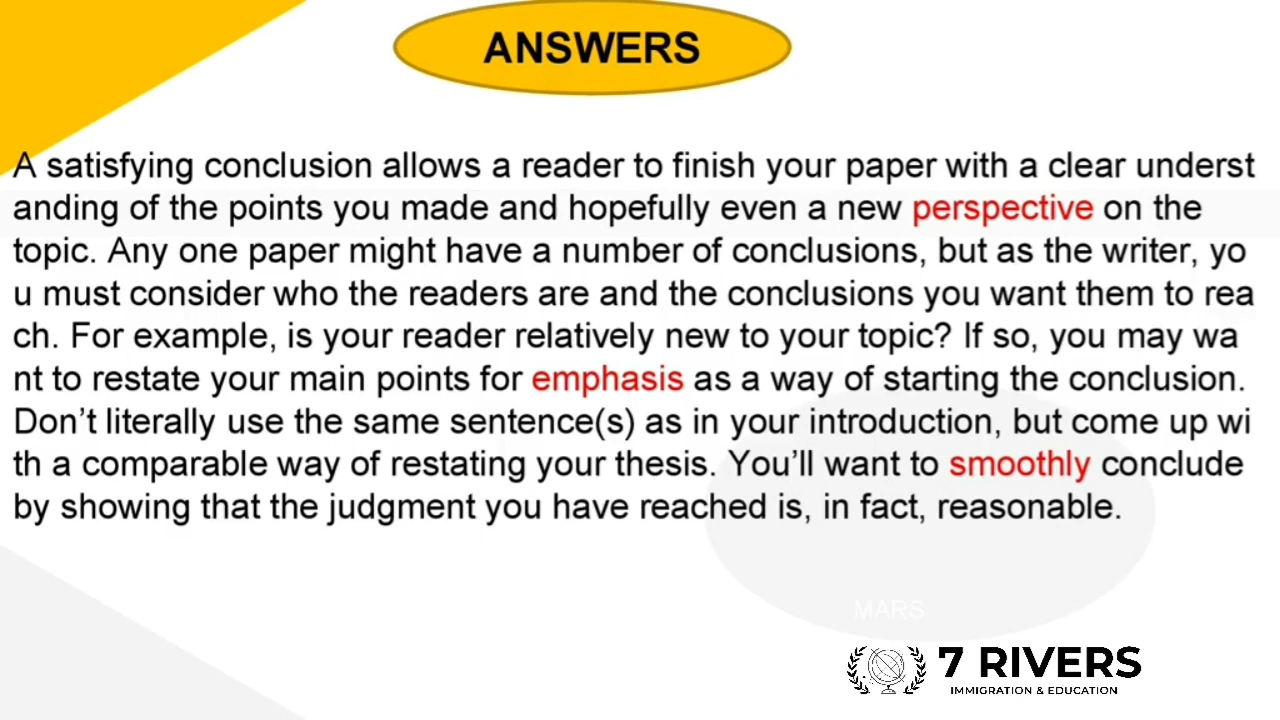 ANSWERS
A satisfying conclusion allows a reader to finish your paper with a clear underst
anding of the points you made and hopefully even a new perspective on the
topic. Any one paper might have a number of conclusions, but as the writer, yo
u must consider who the readers are and the conclusions you want them to rea
ch. For example, is your reader relatively new to your topic? If so, you may wa
nt to restate your main points for emphasis as a way of starting the conclusion.
Don’t literally use the same sentence(s) as in your introduction, but come up wi
th a comparable way of restating your thesis. You’ll want to smoothly conclude
by showing that the judgment you have reached is, in fact, reasonable.
MARS
7 RIVERS
IMMIGRATION & EDUCATION